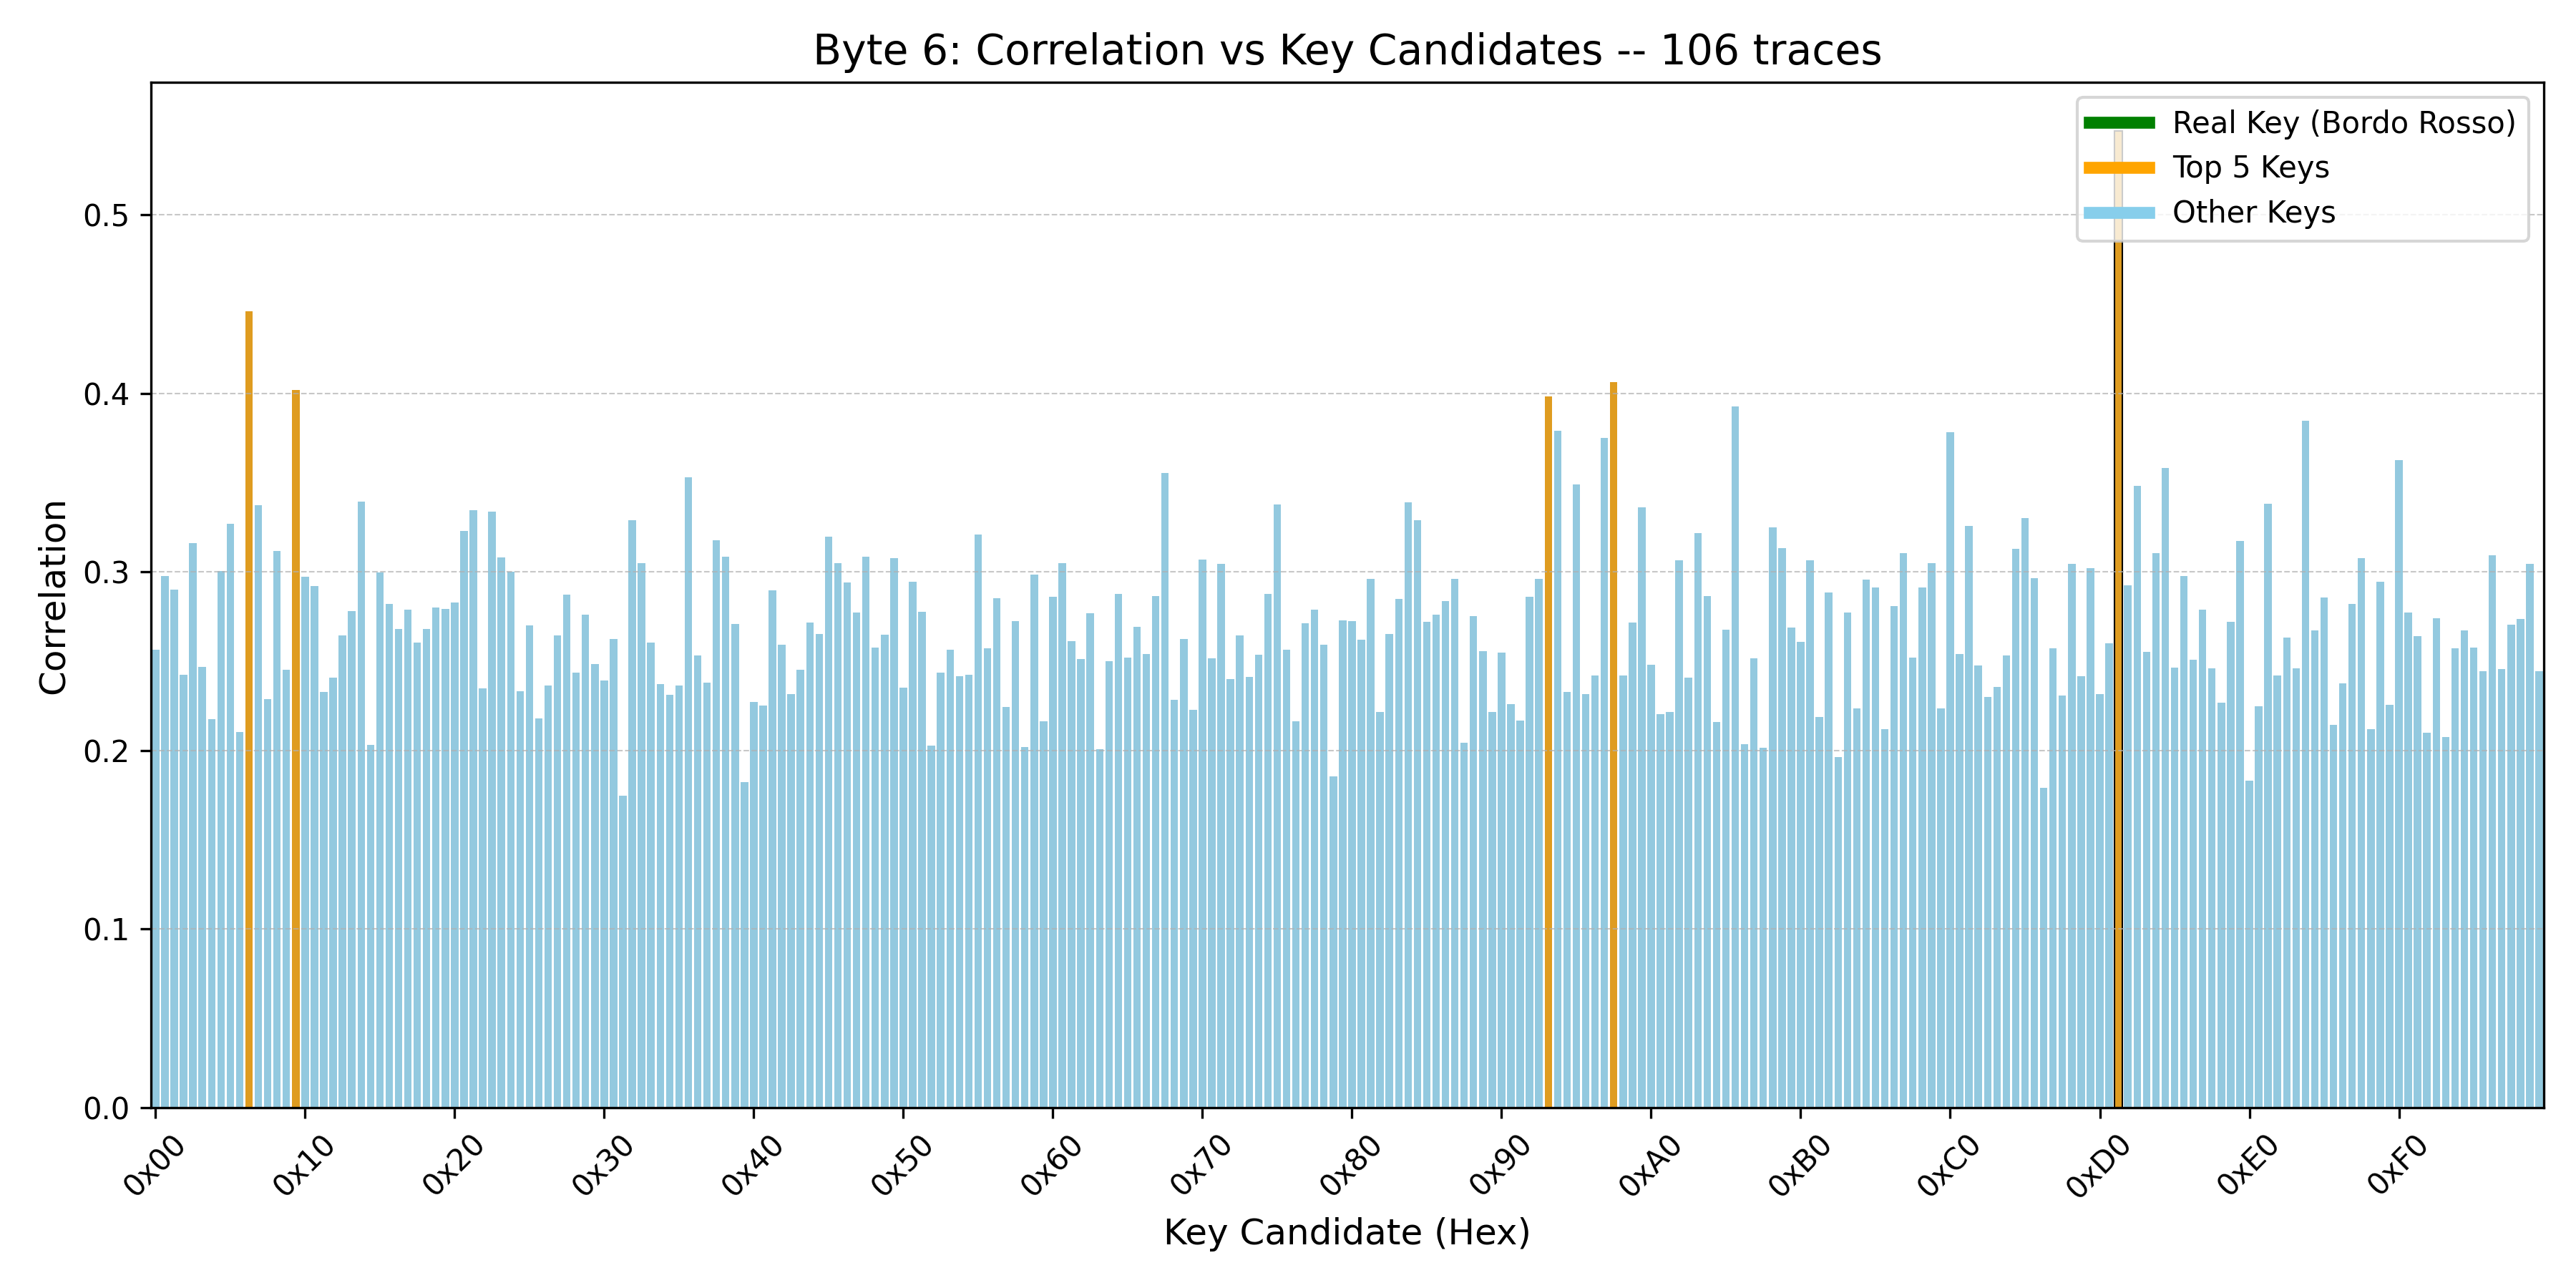 Byte 6: Correlation vs Key Candidates -- 106 traces
Real Key (Bordo Rosso)
Top 5 Keys
Other Keys
Correlation
0.5
0.4
0.3
0.2
0.1
0.0
0x00 0x10 0x20 0x30 0x40 0x50 0x60 0x70 0x80 0x90 0xA0 0xB0 0xC0 0xD0 0xE0 0xF0
Key Candidate (Hex)